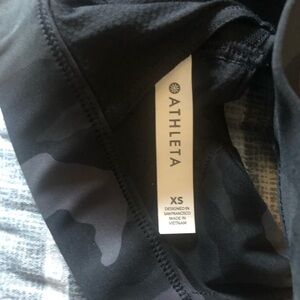 ATHLETA
XS
DESIGNED IN
SAN FRANCISCO
MADE IN
VIETNAM